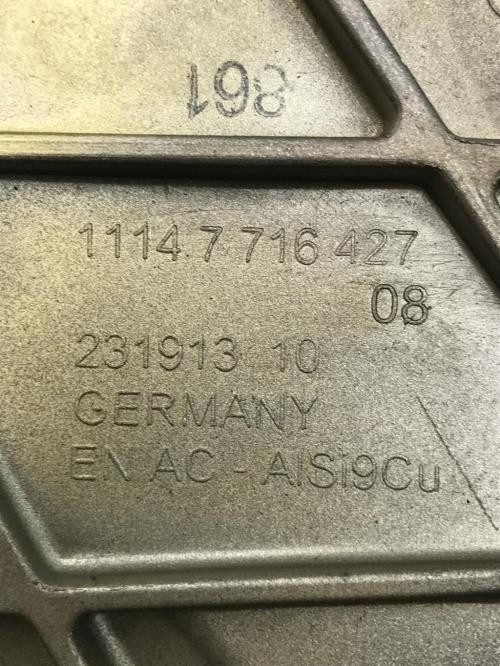 861
1114 7 716 427
08
231913 10
GERMANY
EN AC - AlSi9Cu